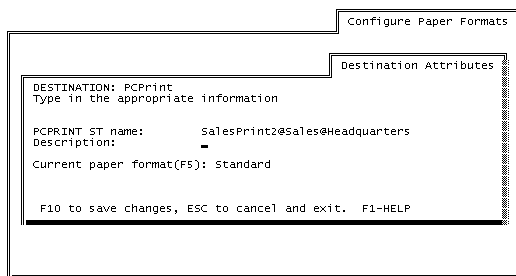 Configure Paper Formats
Destination Attributes
DESTINATION: PCPrint
Type in the appropriate information
PCPRINT ST name: SalesPrint2@Sales@Headquarters
Description:
Current paper format(F5): Standard
F10 to save changes, ESC to cancel and exit. F1-HELP